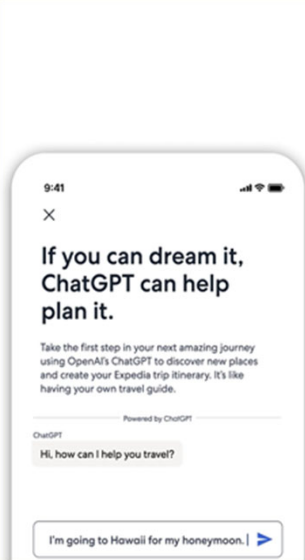 9:41
If you can dream it,
ChatGPT can help
plan it.
Take the first step in your next amazing journey
using OpenAI's ChatGPT to discover new places
and create your Expedia trip itinerary. It's like
having your own travel guide.
Powered by ChatGPT
ChatGPT
Hi, how can I help you travel?
I'm going to Hawaii for my honeymoon.